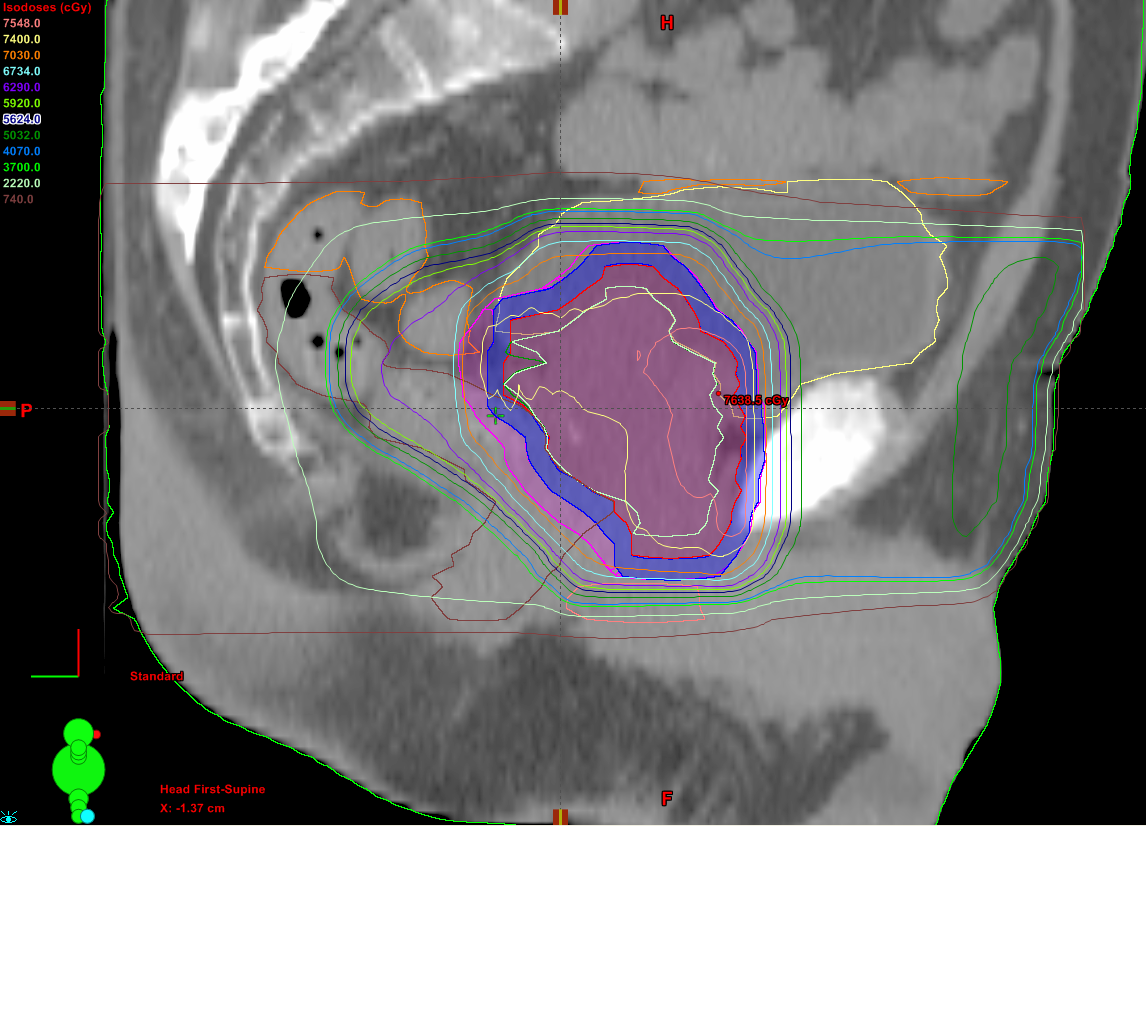 Isodoses (cGy)
7548.0
7400.0
7030.0
6734.0
6290.0
5920.0
5624.0
5032.0
4070.0
3700.0
2220.0
740.0
H
P
7638.5 cGy
Standard
Head First-Supine
X: -1.37 cm
F